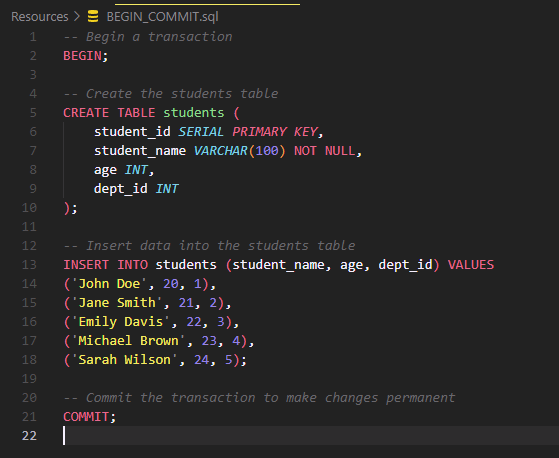 Resources > BEGIN_COMMIT.sql
1 -- Begin a transaction
2 BEGIN;
3
4 -- Create the students table
5 CREATE TABLE students (
6 student_id SERIAL PRIMARY KEY,
7 student_name VARCHAR(100) NOT NULL,
8 age INT,
9 dept_id INT
10 );
11
12 -- Insert data into the students table
13 INSERT INTO students (student_name, age, dept_id) VALUES
14 ('John Doe', 20, 1),
15 ('Jane Smith', 21, 2),
16 ('Emily Davis', 22, 3),
17 ('Michael Brown', 23, 4),
18 ('Sarah Wilson', 24, 5);
19
20 -- Commit the transaction to make changes permanent
21 COMMIT;
22